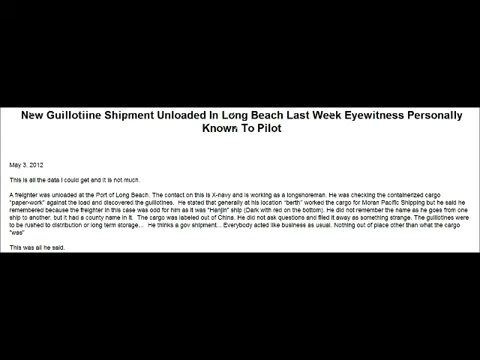 New Guillotiine Shipment Unloaded In Long Beach Last Week Eyewitness Personally
Known To Pilot
May 3, 2012
This is all the data I could get and it is not much.
A freighter was unloaded at the Port of Long Beach. The contact on this is X-navy and is working as a longshoreman. He was checking the containerized cargo
"paperwork" against the load and discovered the guillotines. He stated that generally at his location "berth" worked the cargo for Moran Pacific Shipping but he said he
remembered because the freighter in this case was odd for him as it was "Hanjin" ship (Dark with red on the bottom). He did not remember the name as he goes from one
ship to another, but it had a county name in it. The cargo was labeled out of China. He did not ask questions and filed it away as something strange. The guillotines were
to be rushed to distribution or long term storage... He thinks a gov shipment... Everybody acted like business as usual. Nothing out of place other than what the cargo
"was"
This was all he said.